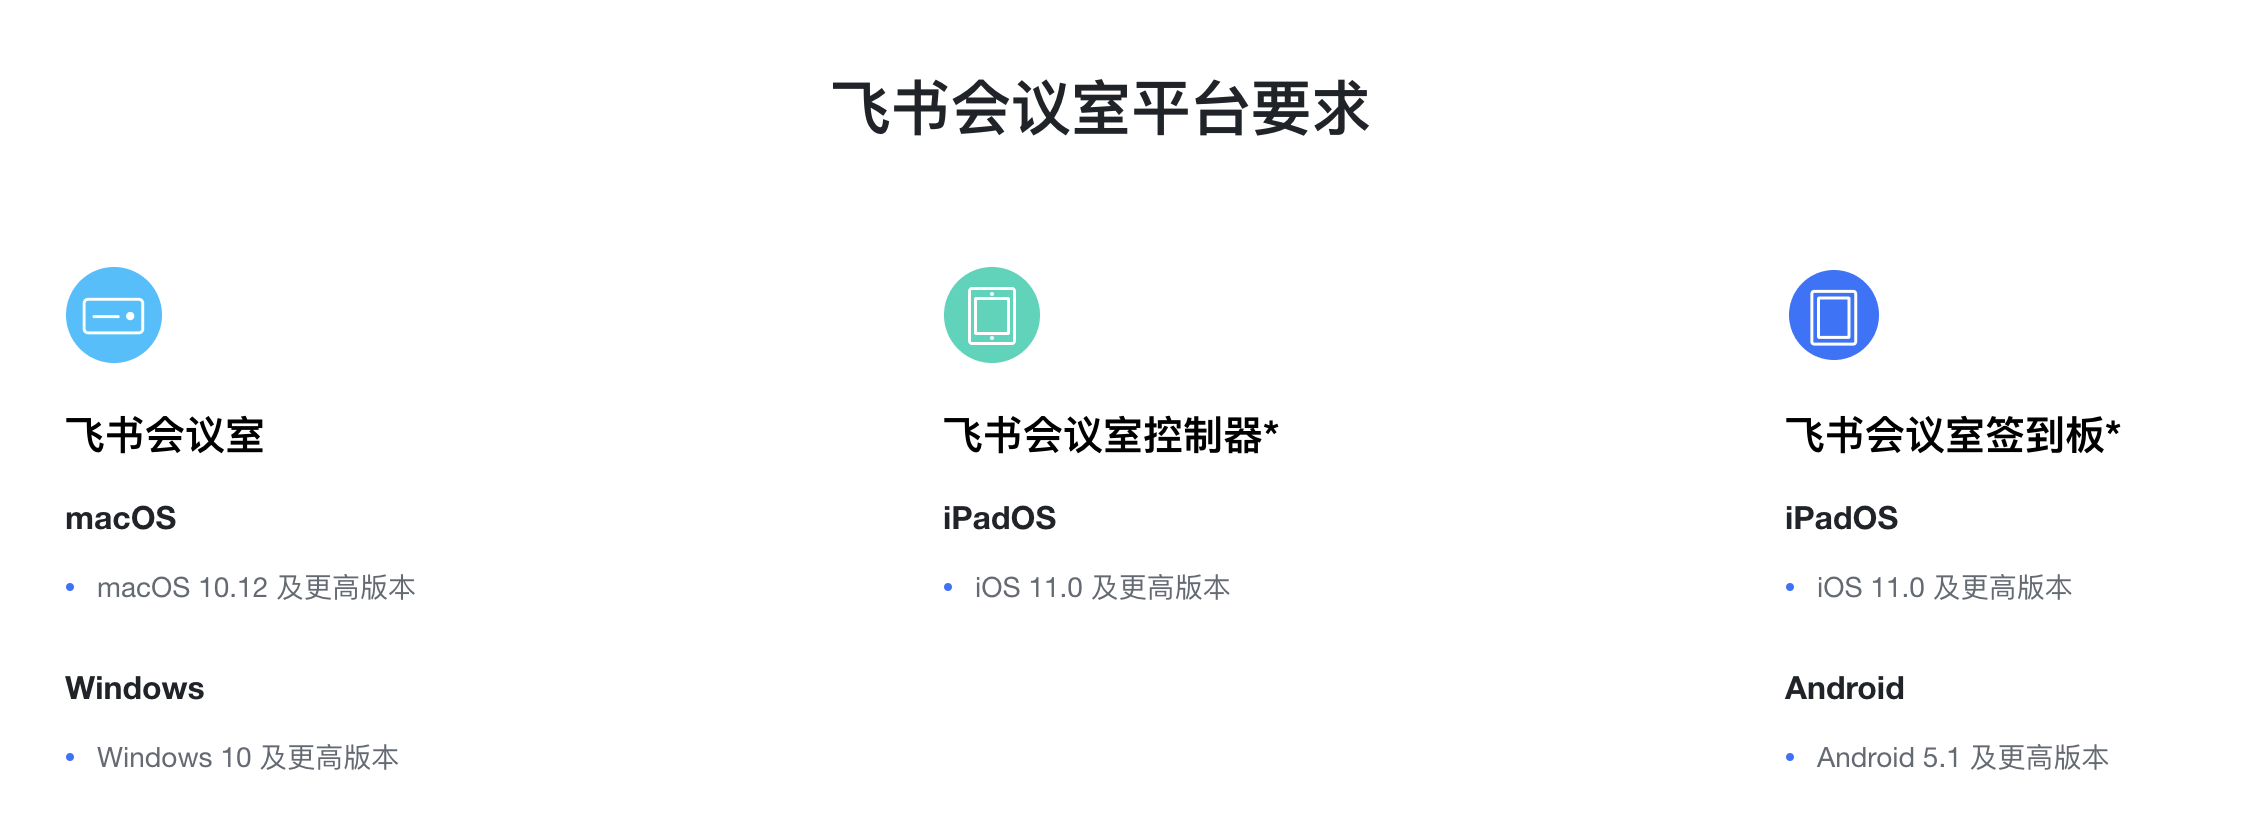 飞书会议室平台要求
飞书会议室
macOS
macOS 10.12 及更高版本
Windows
Windows 10 及更高版本
飞书会议室控制器*
iPadOS
iOS 11.0 及更高版本
飞书会议室签到板*
iPadOS
iOS 11.0 及更高版本
Android
Android 5.1 及更高版本